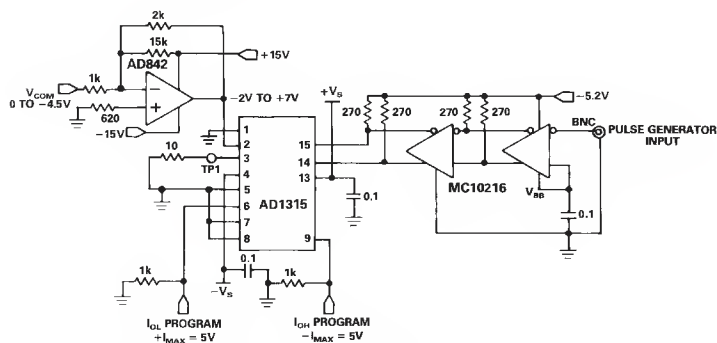 2k
15k
+15V
AD842
1k
V_COM
0 TO –4.5V
620
–15V
–2V TO +7V
+V_S
270
270
270
270
–5.2V
BNC
PULSE GENERATOR
INPUT
10
TP1
1
2
3
4
5
6
7
8
15
14
13
9
AD1315
0.1
MC10216
V_BB
0.1
1k
0.1
–V_S
1k
I_OL PROGRAM
+I_MAX = 5V
I_OH PROGRAM
–I_MAX = 5V